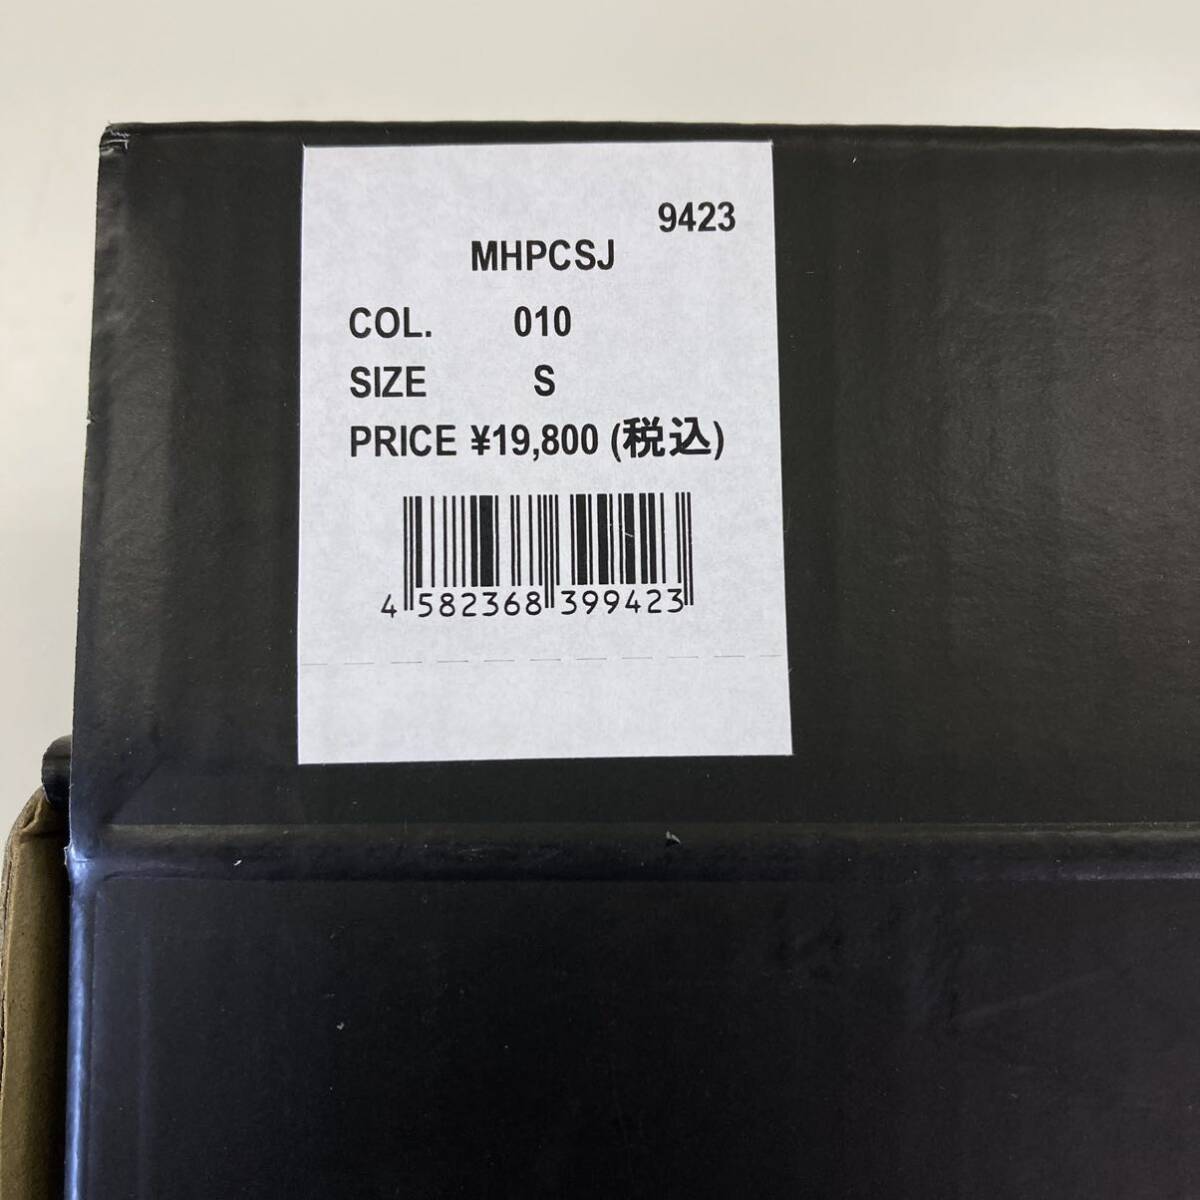 9423
MHPCSJ
COL. 010
SIZE S
PRICE ¥19,800 (税込)
4 582368 399423